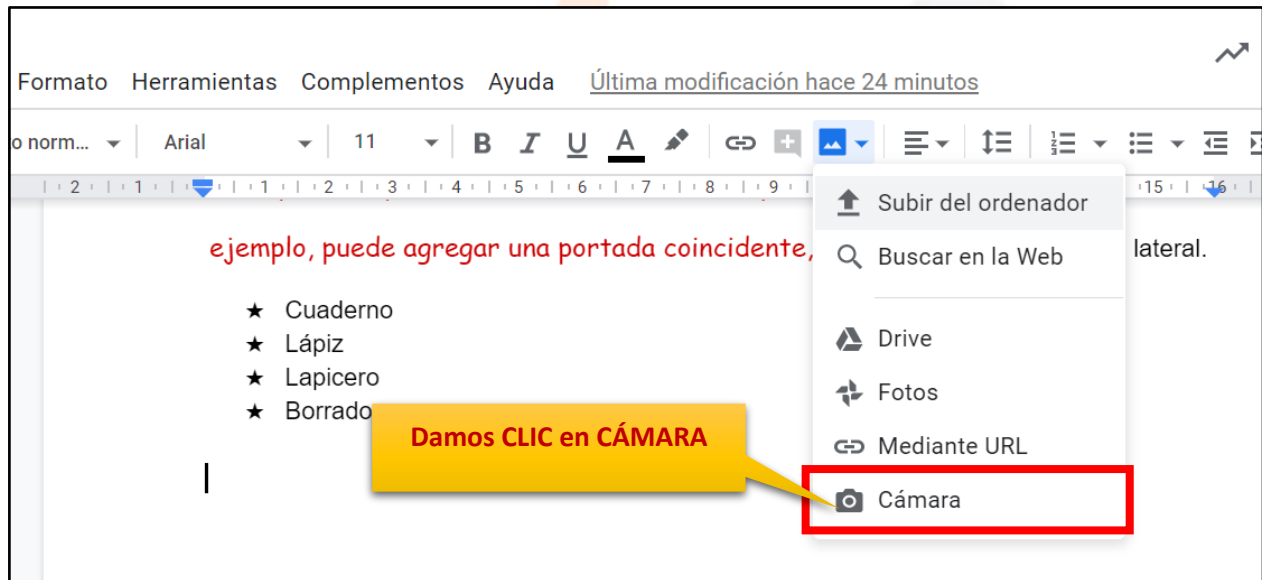 Formato Herramientas Complementos Ayuda Última modificación hace 24 minutos
o norm... Arial 11 B I U A
2 1 1 2 3 4 5 6 7 8 9 15 16
Subir del ordenador
ejemplo, puede agregar una portada coincidente, lateral.
Buscar en la Web
★ Cuaderno
★ Lápiz
Drive
★ Lapicero
Fotos
★ Borrado
Damos CLIC en CÁMARA
Mediante URL
Cámara